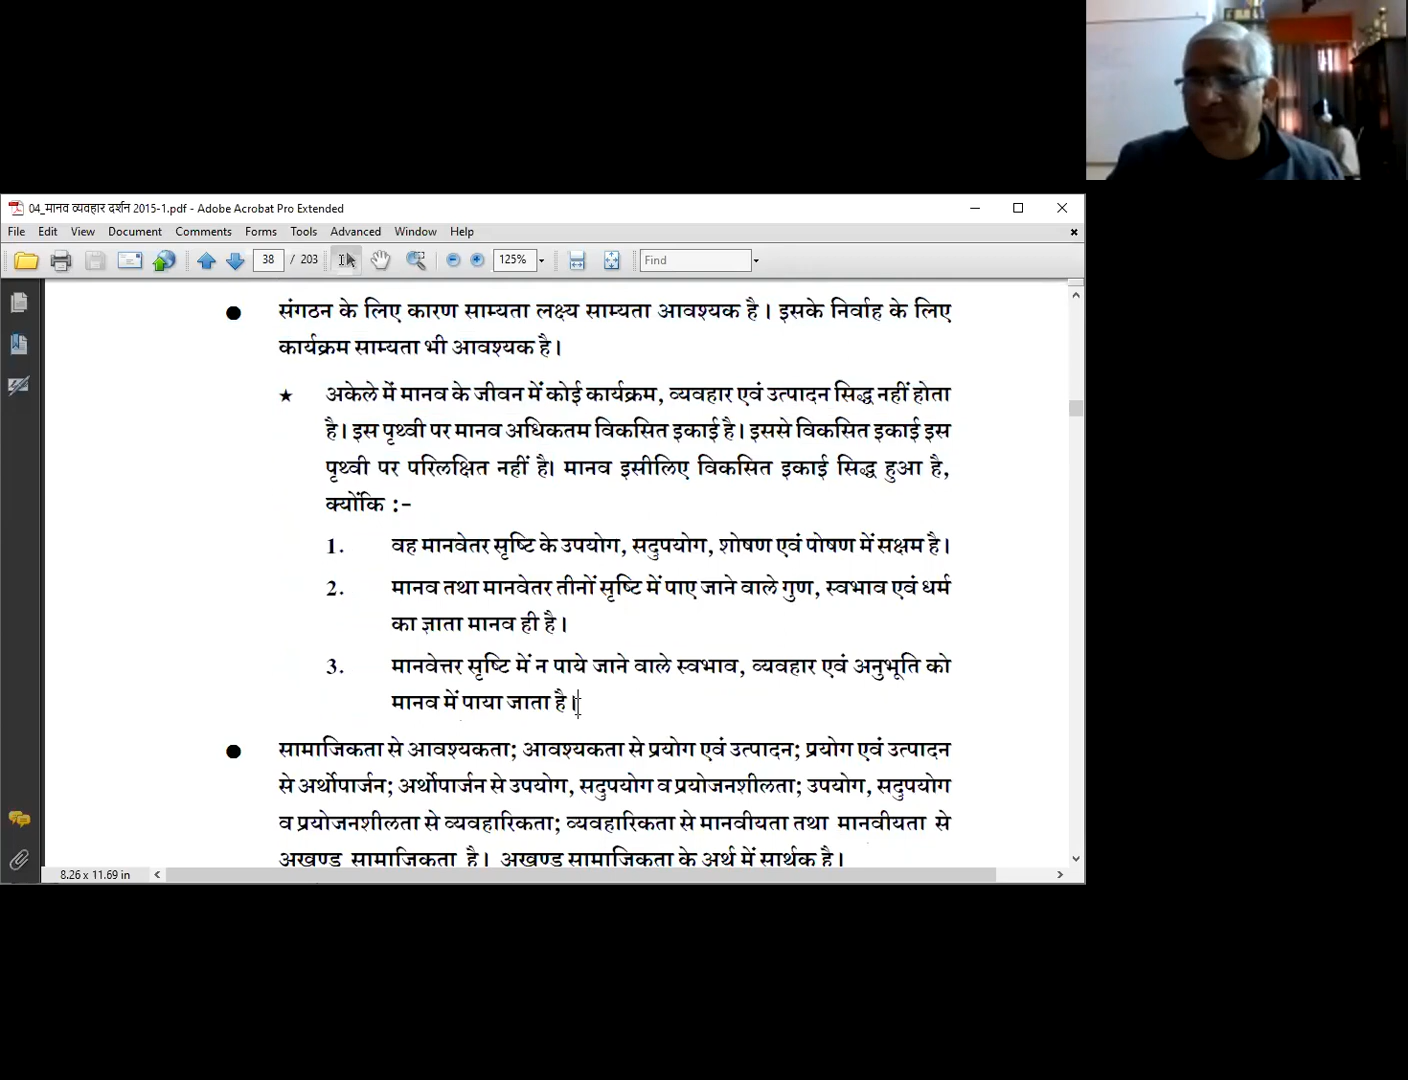 04_मानव व्यवहार दर्शन 2015-1.pdf - Adobe Acrobat Pro Extended
File Edit View Document Comments Forms Tools Advanced Window Help
38 / 203 125% Find
संगठन के लिए कारण साम्यता लक्ष्य साम्यता आवश्यक है। इसके निर्वाह के लिए
कार्यक्रम साम्यता भी आवश्यक है।
अकेले में मानव के जीवन में कोई कार्यक्रम, व्यवहार एवं उत्पादन सिद्ध नहीं होता
है। इस पृथ्वी पर मानव अधिकतम विकसित इकाई है। इससे विकसित इकाई इस
पृथ्वी पर परिलक्षित नहीं है। मानव इसीलिए विकसित इकाई सिद्ध हुआ है,
क्योंकि :-
1. वह मानवेतर सृष्टि के उपयोग, सदुपयोग, शोषण एवं पोषण में सक्षम है।
2. मानव तथा मानवेतर तीनों सृष्टि में पाए जाने वाले गुण, स्वभाव एवं धर्म
का ज्ञाता मानव ही है।
3. मानवेत्तर सृष्टि में न पाये जाने वाले स्वभाव, व्यवहार एवं अनुभूति को
मानव में पाया जाता है।
सामाजिकता से आवश्यकता; आवश्यकता से प्रयोग एवं उत्पादन; प्रयोग एवं उत्पादन
से अर्थोपार्जन; अर्थोपार्जन से उपयोग, सदुपयोग व प्रयोजनशीलता; उपयोग, सदुपयोग
व प्रयोजनशीलता से व्यवहारिकता; व्यवहारिकता से मानवीयता तथा मानवीयता से
अखण्ड सामाजिकता है। अखण्ड सामाजिकता के अर्थ में सार्थक है।
8.26 x 11.69 in